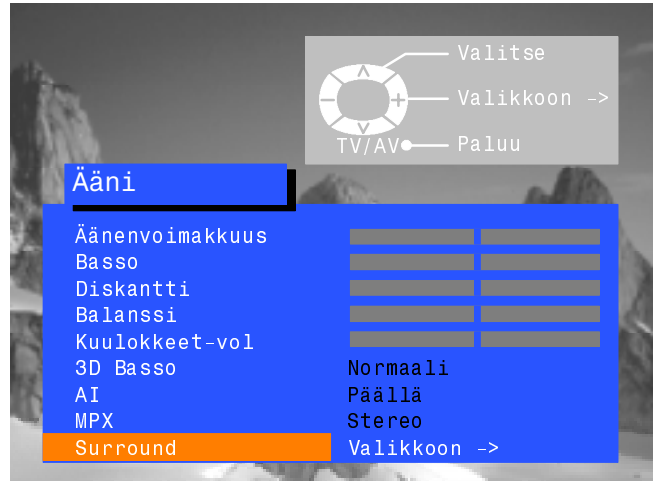 Valitse
Valikkoon ->
TV/AV Paluu
Ääni
Äänenvoimakkuus
Basso
Diskantti
Balanssi
Kuulokkeet-vol
3D Basso Normaali
AI Päällä
MPX Stereo
Surround Valikkoon ->